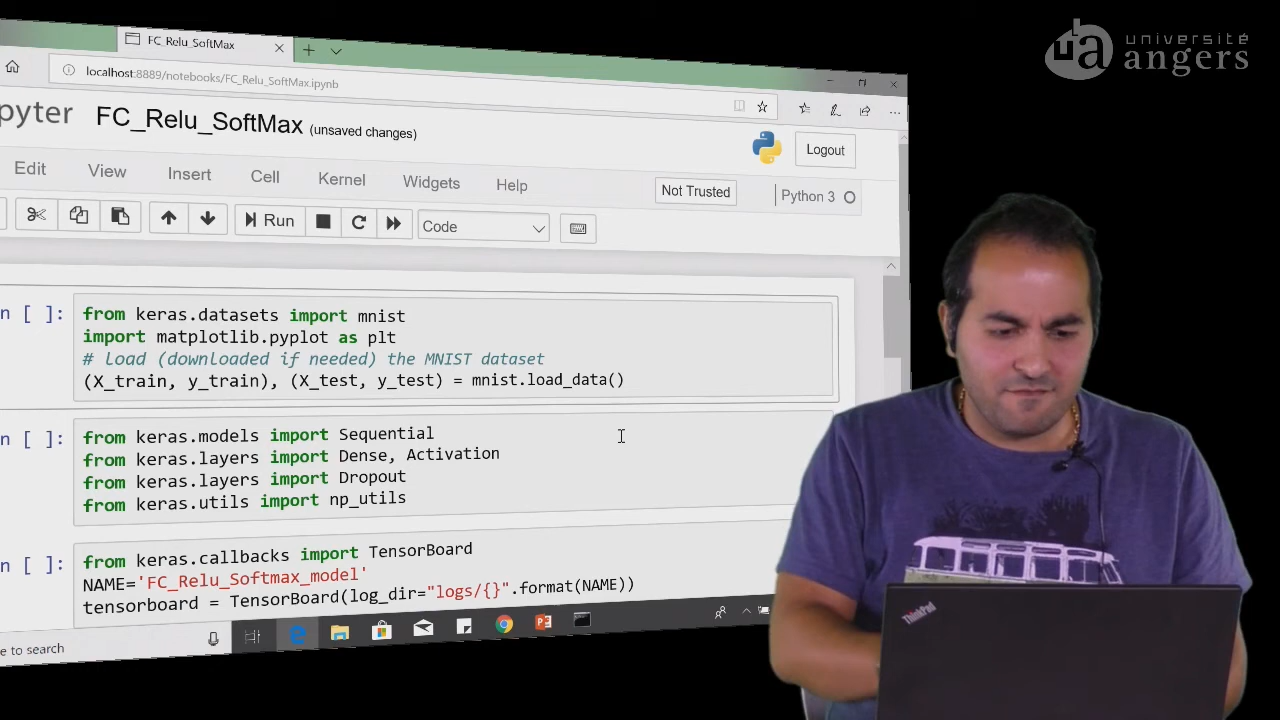 université
angers
FC_Relu_SoftMax
localhost:8889/notebooks/FC_Relu_SoftMax.ipynb
pyter FC_Relu_SoftMax (unsaved changes)
Logout
Edit View Insert Cell Kernel Widgets Help
Not Trusted
Python 3
Run
Code
n [ ]:
from keras.datasets import mnist
import matplotlib.pyplot as plt
# Load (downloaded if needed) the MNIST dataset
(X_train, y_train), (X_test, y_test) = mnist.load_data()
n [ ]:
from keras.models import Sequential
from keras.layers import Dense, Activation
from keras.layers import Dropout
from keras.utils import np_utils
n [ ]:
from keras.callbacks import TensorBoard
NAME='FC_Relu_Softmax_model'
tensorboard = TensorBoard(log_dir="logs/{}".format(NAME))
e to search
ThinkPad